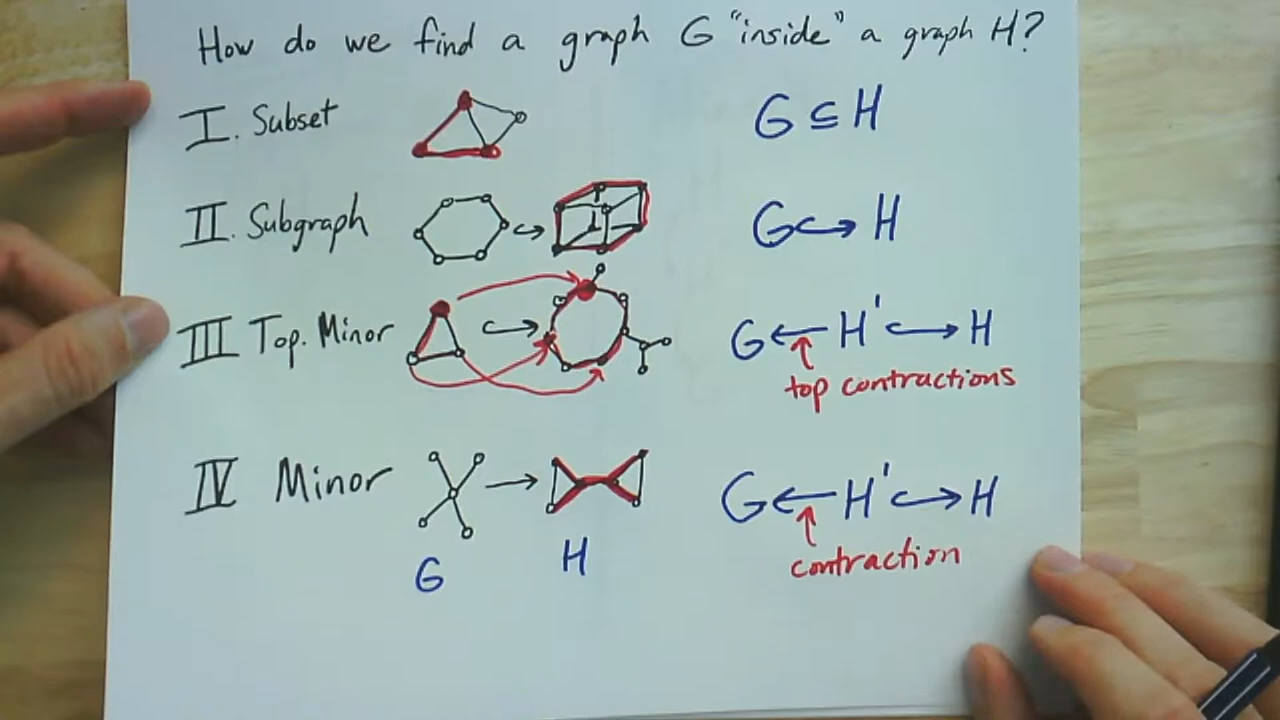 How do we find a graph G "inside" a graph H?
I. Subset G ⊆ H
II. Subgraph G ↪ H
III Top. Minor G ← H' ↪ H
top contractions
IV Minor G ← H' ↪ H
contraction
G H